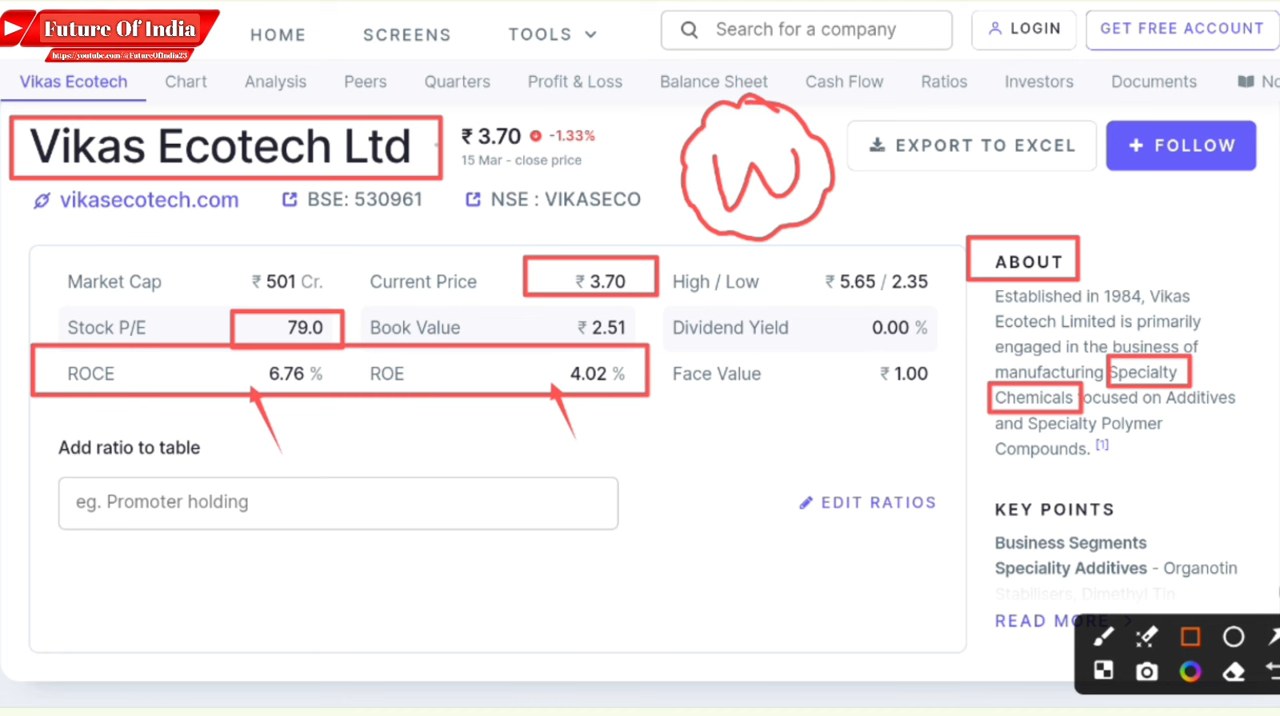 Future Of India
https://youtube.com/@FutureOfIndia23
HOME SCREENS TOOLS Search for a company LOGIN GET FREE ACCOUNT
Vikas Ecotech Chart Analysis Peers Quarters Profit & Loss Balance Sheet Cash Flow Ratios Investors Documents
Vikas Ecotech Ltd
₹ 3.70 -1.33%
15 Mar - close price
W
EXPORT TO EXCEL + FOLLOW
vikasecotech.com BSE: 530961 NSE : VIKASECO
Market Cap ₹ 501 Cr. Current Price ₹ 3.70 High / Low ₹ 5.65 / 2.35
Stock P/E 79.0 Book Value ₹ 2.51 Dividend Yield 0.00 %
ROCE 6.76 % ROE 4.02 % Face Value ₹ 1.00
Add ratio to table
eg. Promoter holding
EDIT RATIOS
ABOUT
Established in 1984, Vikas
Ecotech Limited is primarily
engaged in the business of
manufacturing Specialty
Chemicals focused on Additives
and Specialty Polymer
Compounds. [1]
KEY POINTS
Business Segments
Speciality Additives - Organotin
Stabilisers, Dimethyl Tin
READ MORE